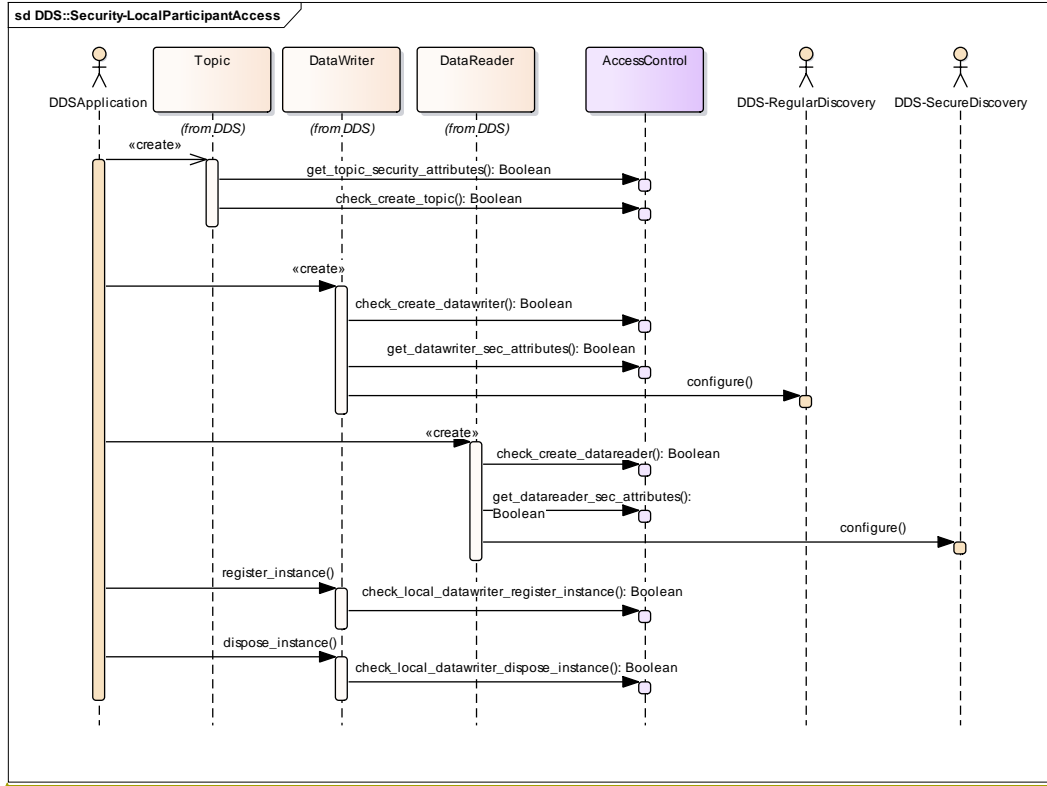 sd DDS::Security-LocalParticipantAccess
Topic
DataWriter
DataReader
AccessControl
DDSApplication
DDS-RegularDiscovery
DDS-SecureDiscovery
(from DDS)
(from DDS)
(from DDS)
«create»
get_topic_security_attributes(): Boolean
check_create_topic(): Boolean
«create»
check_create_datawriter(): Boolean
get_datawriter_sec_attributes(): Boolean
configure()
«create»
check_create_datareader(): Boolean
get_datareader_sec_attributes():
Boolean
configure()
register_instance()
check_local_datawriter_register_instance(): Boolean
dispose_instance()
check_local_datawriter_dispose_instance(): Boolean